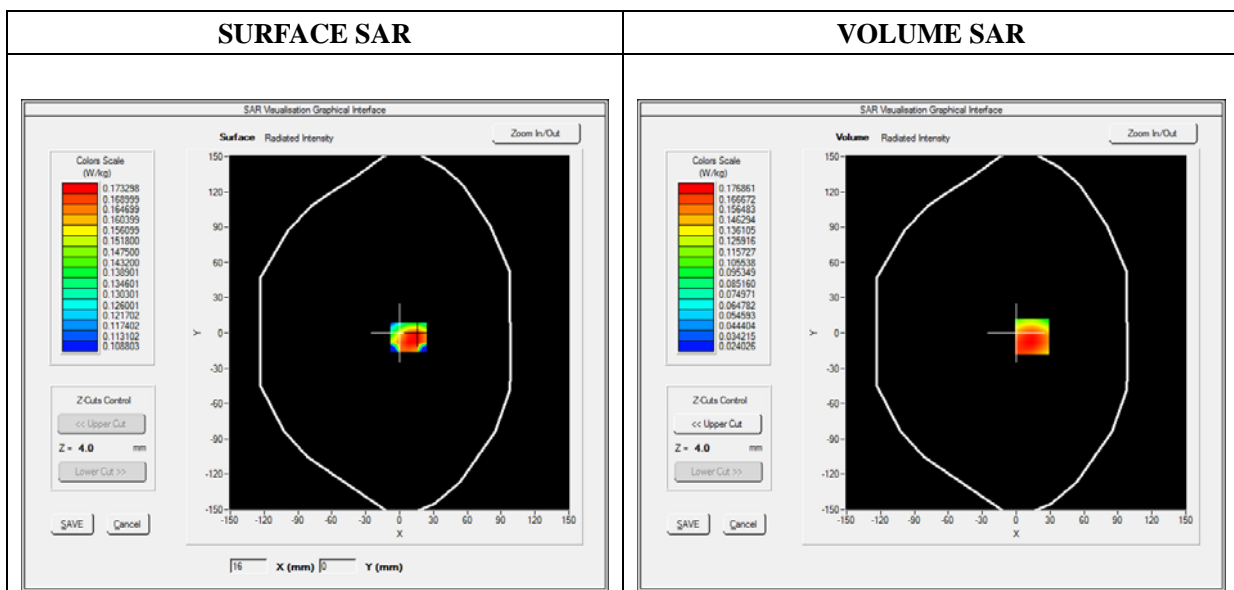 SURFACE SAR
VOLUME SAR
SAR Visualisation Graphical Interface
Surface Radiated Intensity
Zoom In/Out
Colors Scale
(W/kg)
0.173298
0.168999
0.164699
0.160399
0.156099
0.151800
0.147500
0.143200
0.138901
0.134601
0.130301
0.126001
0.121702
0.117402
0.113102
0.108803
Z-Cuts Control
<< Upper Cut
Z = 4.0 mm
Lower Cut >>
SAVE Cancel
150
120
90
60
30
0
-30
-60
-90
-120
-150
Y
-150 -120 -90 -60 -30 0 30 60 90 120 150
X
16 X (mm) 0 Y (mm)
SAR Visualisation Graphical Interface
Volume Radiated Intensity
Zoom In/Out
Colors Scale
(W/kg)
0.176861
0.166672
0.156483
0.146294
0.136105
0.125916
0.115727
0.105538
0.095349
0.085160
0.074971
0.064782
0.054593
0.044404
0.034215
0.024026
Z-Cuts Control
<< Upper Cut
Z = 4.0 mm
Lower Cut >>
SAVE Cancel
150
120
90
60
30
0
-30
-60
-90
-120
-150
Y
-150 -120 -90 -60 -30 0 30 60 90 120 150
X